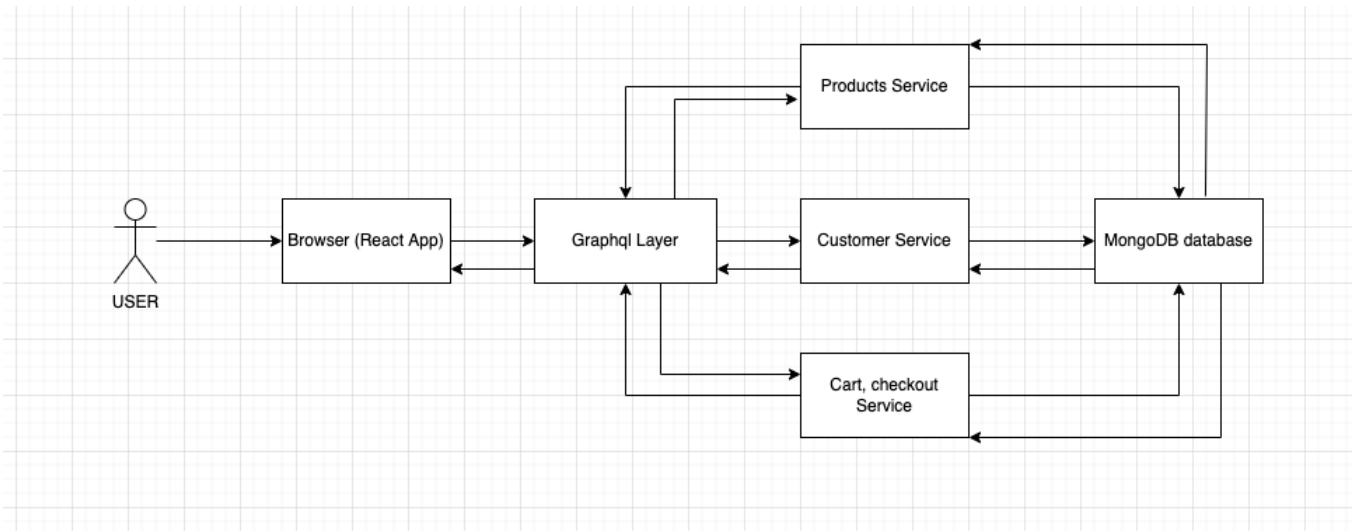 Products Service
Browser (React App)
Graphql Layer
Customer Service
MongoDB database
USER
Cart, checkout
Service